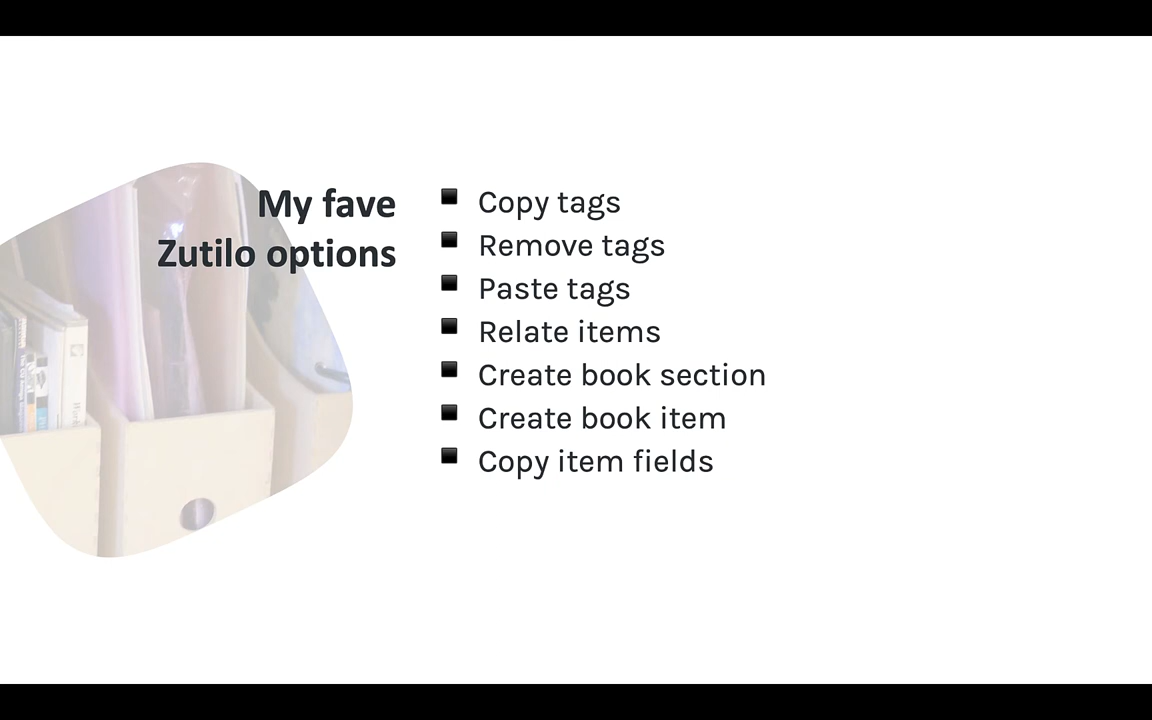 My fave
Zutilo options
Copy tags
Remove tags
Paste tags
Relate items
Create book section
Create book item
Copy item fields